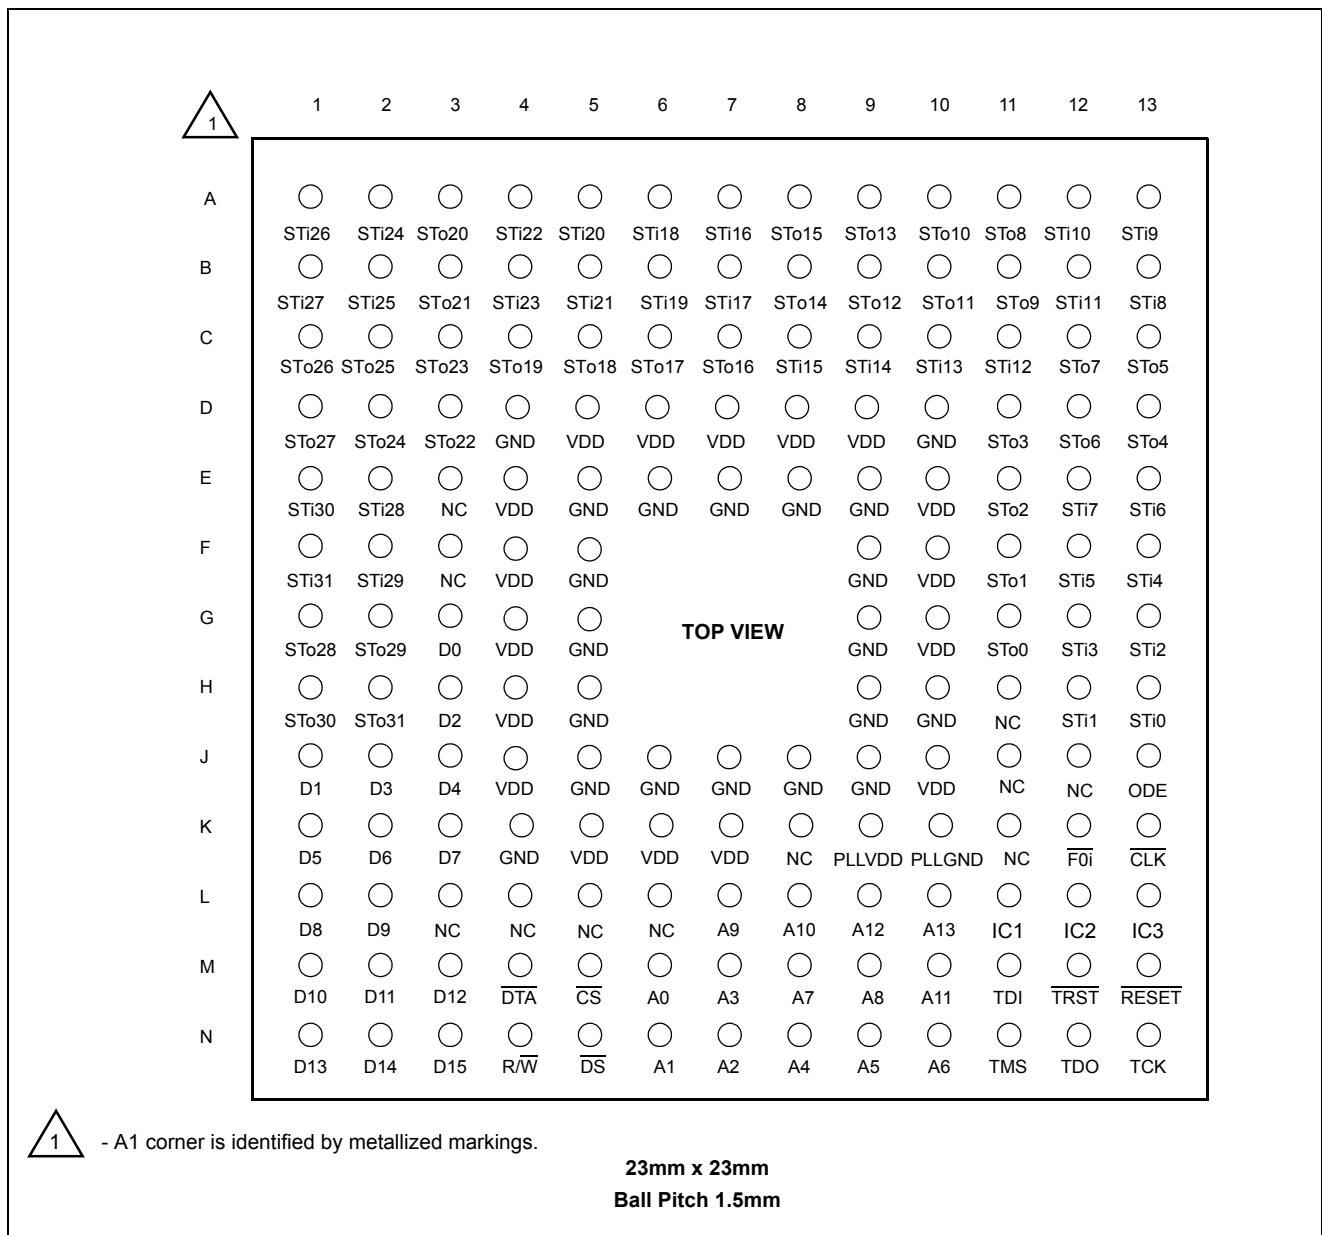 1 1 2 3 4 5 6 7 8 9 10 11 12 13
A
STi26 STi24 STo20 STi22 STi20 STi18 STi16 STo15 STo13 STo10 STo8 STi10 STi9
B
STi27 STi25 STo21 STi23 STi21 STi19 STi17 STo14 STo12 STo11 STo9 STi11 STi8
C
STo26 STo25 STo23 STo19 STo18 STo17 STo16 STi15 STi14 STi13 STi12 STo7 STo5
D
STo27 STo24 STo22 GND VDD VDD VDD VDD VDD GND STo3 STo6 STo4
E
STi30 STi28 NC VDD GND GND GND GND GND VDD STo2 STi7 STi6
F
STi31 STi29 NC VDD GND GND VDD STo1 STi5 STi4
G
TOP VIEW
STo28 STo29 D0 VDD GND GND VDD STo0 STi3 STi2
H
STo30 STo31 D2 VDD GND GND GND NC STi1 STi0
J
D1 D3 D4 VDD GND GND GND GND GND VDD NC NC ODE
K
D5 D6 D7 GND VDD VDD VDD NC PLLVDD PLLGND NC F0i CLK
L
D8 D9 NC NC NC NC A9 A10 A12 A13 IC1 IC2 IC3
M
D10 D11 D12 DTA CS A0 A3 A7 A8 A11 TDI TRST RESET
N
D13 D14 D15 R/W DS A1 A2 A4 A5 A6 TMS TDO TCK
1 - A1 corner is identified by metallized markings.
23mm x 23mm
Ball Pitch 1.5mm